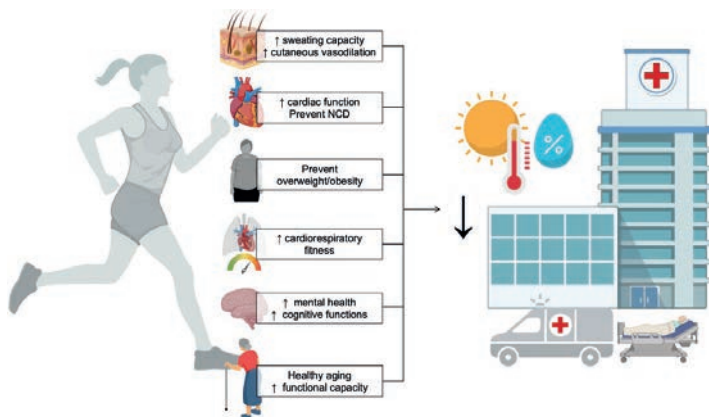 ↑ sweating capacity
↑ cutaneous vasodilation
↑ cardiac function
Prevent NCD
Prevent
overweight/obesity
↑ cardiorespiratory
fitness
↑ mental health
↑ cognitive functions
Healthy aging
↑ functional capacity
%